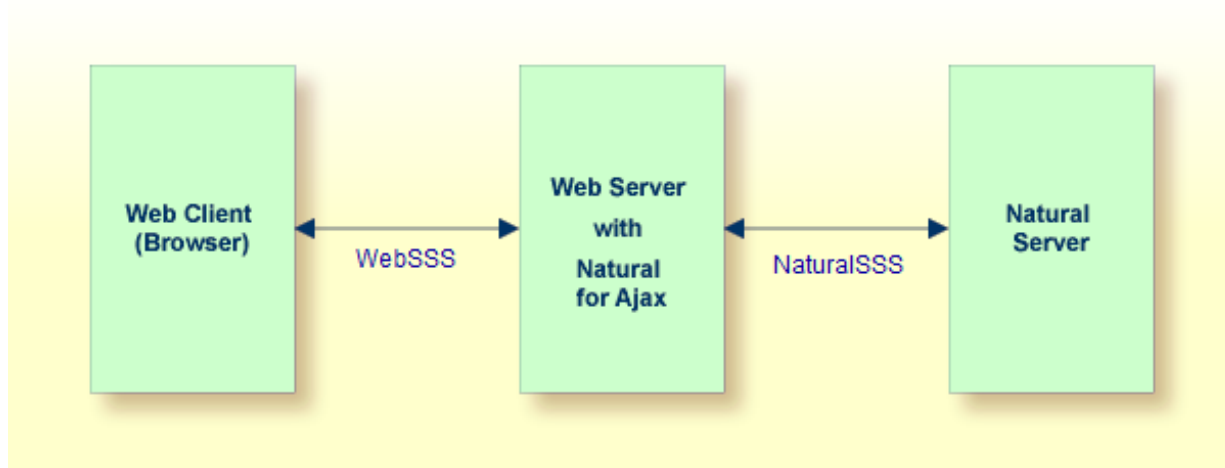 Web Client
(Browser)
WebSSS
Web Server
with
Natural
for Ajax
NaturalSSS
Natural
Server